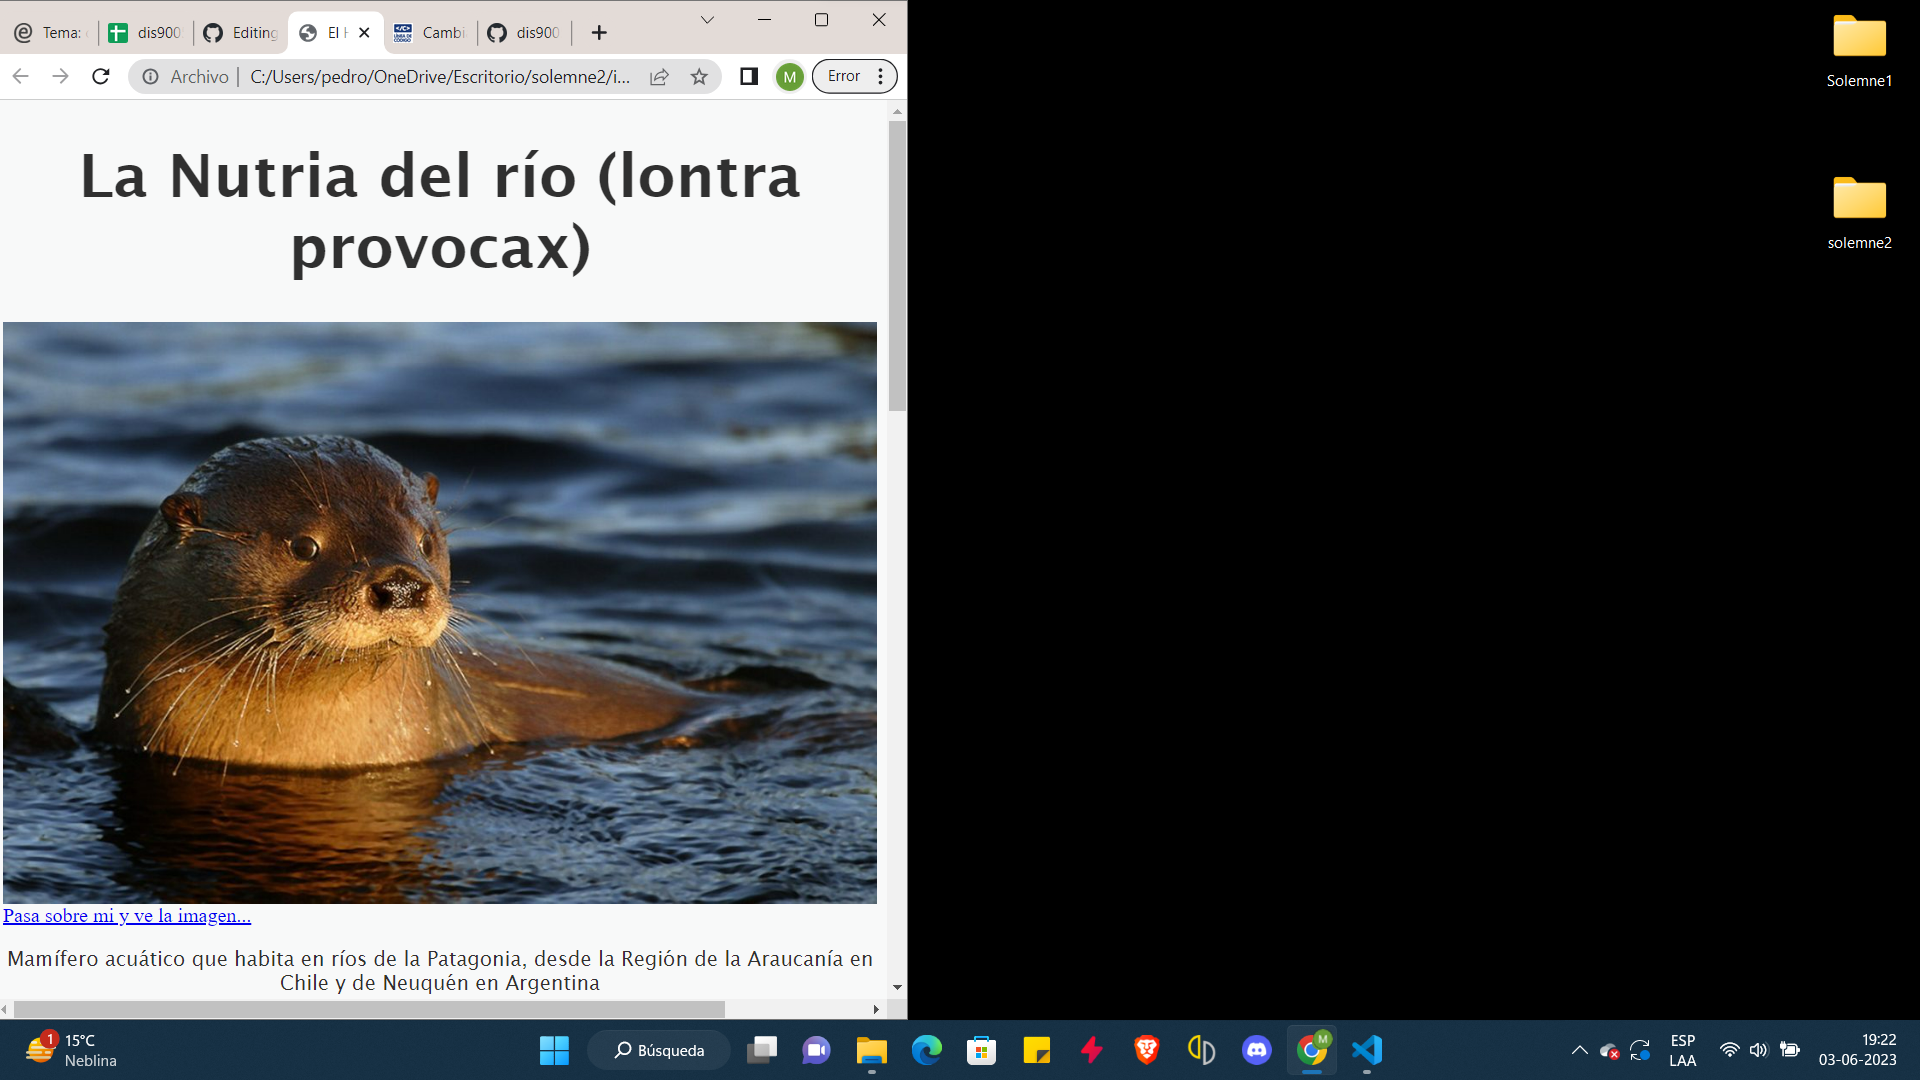 Tema:
dis900
Editing
El H
Cambi
dis900
Archivo | C:/Users/pedro/OneDrive/Escritorio/solemne2/i...
M
Error
La Nutria del río (lontra
provocax)
Pasa sobre mi y ve la imagen...
Mamífero acuático que habita en ríos de la Patagonia, desde la Región de la Araucanía en
Chile y de Neuquén en Argentina
Solemne1
solemne2
1
15°C
Neblina
Búsqueda
M
ESP
LAA
19:22
03-06-2023